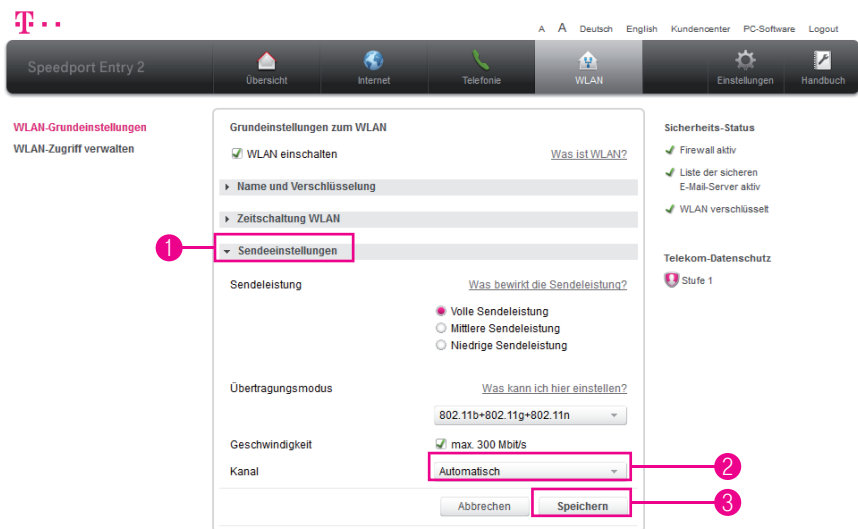 T
A A Deutsch English Kundencenter PC-Software Logout
Speedport Entry 2
Übersicht Internet Telefonie WLAN Einstellungen Handbuch
WLAN-Grundeinstellungen
WLAN-Zugriff verwalten
Grundeinstellungen zum WLAN
WLAN einschalten Was ist WLAN?
Name und Verschlüsselung
Zeitschaltung WLAN
1 Sendeeinstellungen
Sendeleistung Was bewirkt die Sendeleistung?
Volle Sendeleistung
Mittlere Sendeleistung
Niedrige Sendeleistung
Übertragungsmodus Was kann ich hier einstellen?
802.11b+802.11g+802.11n
Geschwindigkeit max. 300 Mbit/s
Kanal Automatisch 2
Abbrechen Speichern 3
Sicherheits-Status
Firewall aktiv
Liste der sicheren
E-Mail-Server aktiv
WLAN verschlüsselt
Telekom-Datenschutz
Stufe 1